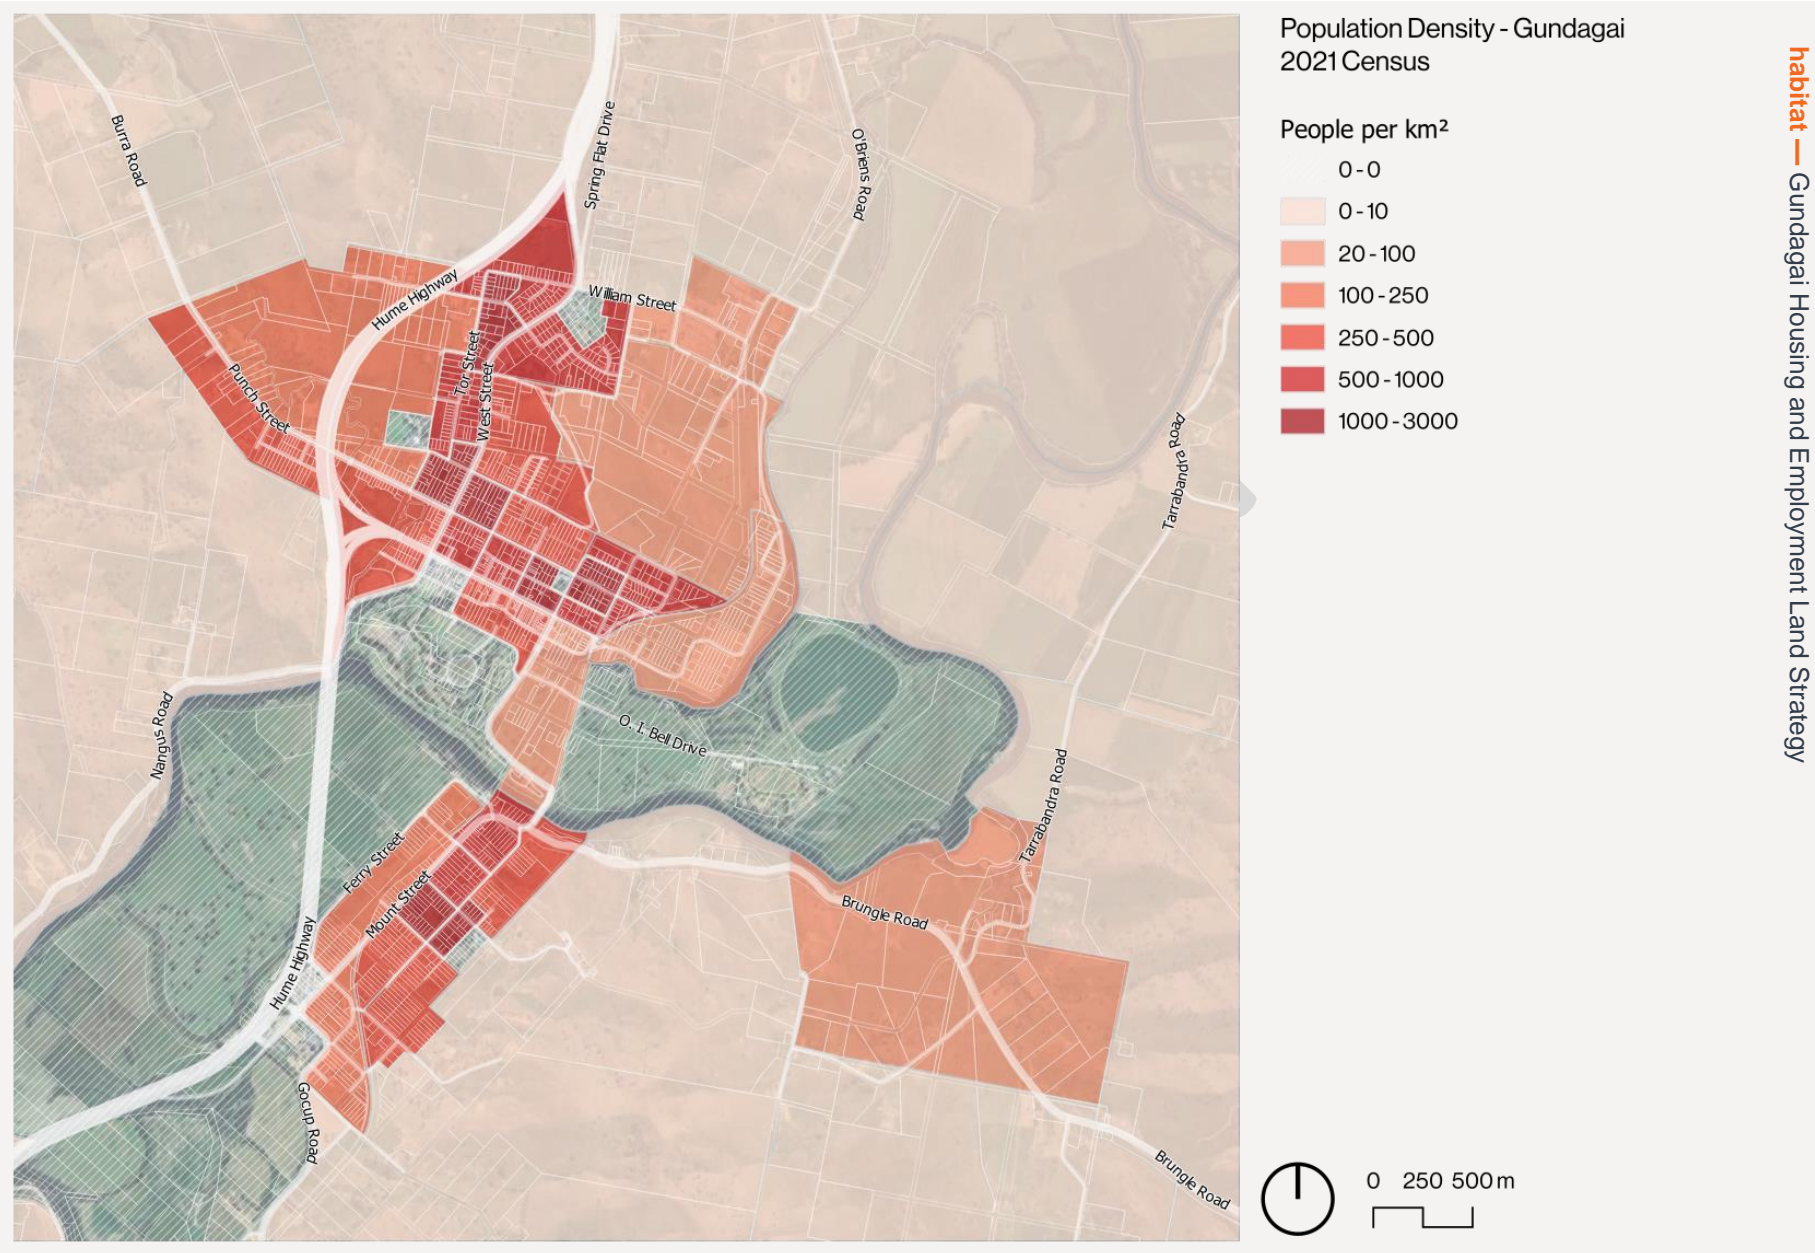 Population Density - Gundagai
2021 Census
People per km²
0 - 0
0 - 10
20 - 100
100 - 250
250 - 500
500 - 1000
1000 - 3000
habitat — Gundagai Housing and Employment Land Strategy
Burra Road
Spring Flat Drive
O'Briens Road
Hume Highway
William Street
Tor Street
West Street
Punch Street
Tarrabandra Road
Nangus Road
O. I. Bell Drive
Tarrabandra Road
Ferry Street
Mount Street
Brungle Road
Hume Highway
Gocup Road
Brungle Road
0 250 500 m